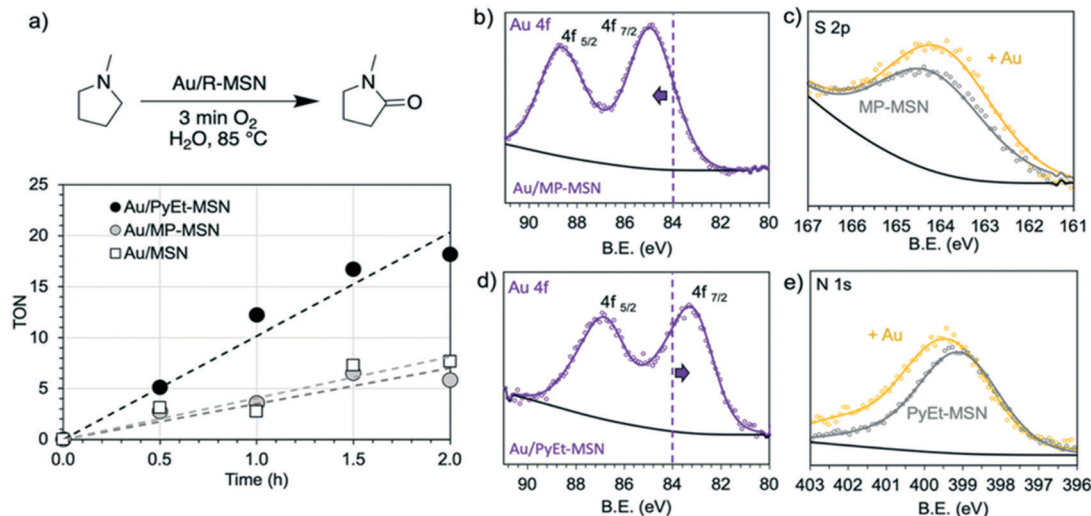 a)
Au/R-MSN
3 min O2
H2O, 85 °C
N
N
O
25
20
15
10
5
0
TON
Au/PyEt-MSN
Au/MP-MSN
Au/MSN
0.0 0.5 1.0 1.5 2.0
Time (h)
b)
Au 4f
4f 5/2
4f 7/2
Au/MP-MSN
90 88 86 84 82 80
B.E. (eV)
c)
S 2p
+ Au
MP-MSN
167 166 165 164 163 162 161
B.E. (eV)
d)
Au 4f
4f 5/2
4f 7/2
Au/PyEt-MSN
90 88 86 84 82 80
B.E. (eV)
e)
N 1s
+ Au
PyEt-MSN
403 402 401 400 399 398 397 396
B.E. (eV)